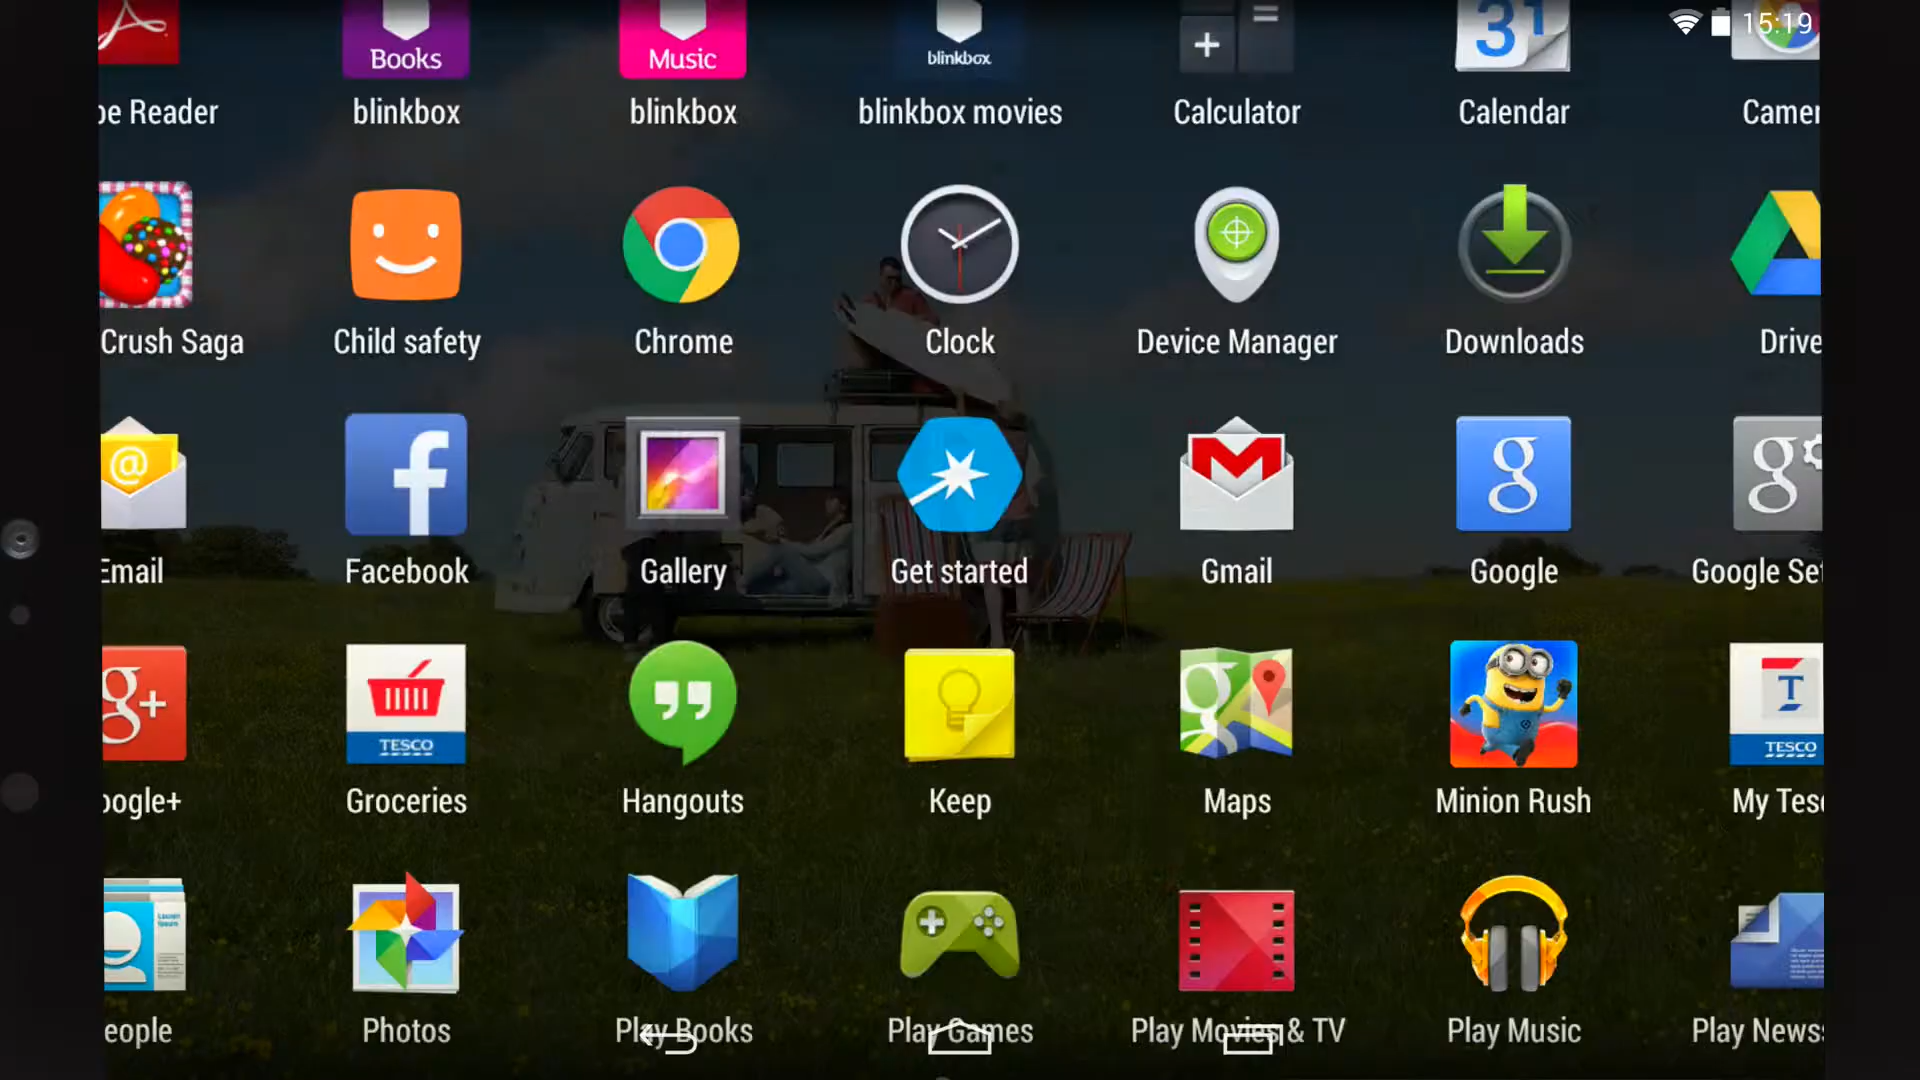 15:19
Books
Music
blinkbox
31
be Reader
blinkbox
blinkbox
blinkbox movies
Calculator
Calendar
Camer
Crush Saga
Child safety
Chrome
Clock
Device Manager
Downloads
Drive
Email
Facebook
Gallery
Get started
Gmail
Google
Google Set
TESCO
T
TESCO
oogle+
Groceries
Hangouts
Keep
Maps
Minion Rush
My Tesc
eople
Photos
Play Books
Play Games
Play Movies & TV
Play Music
Play News